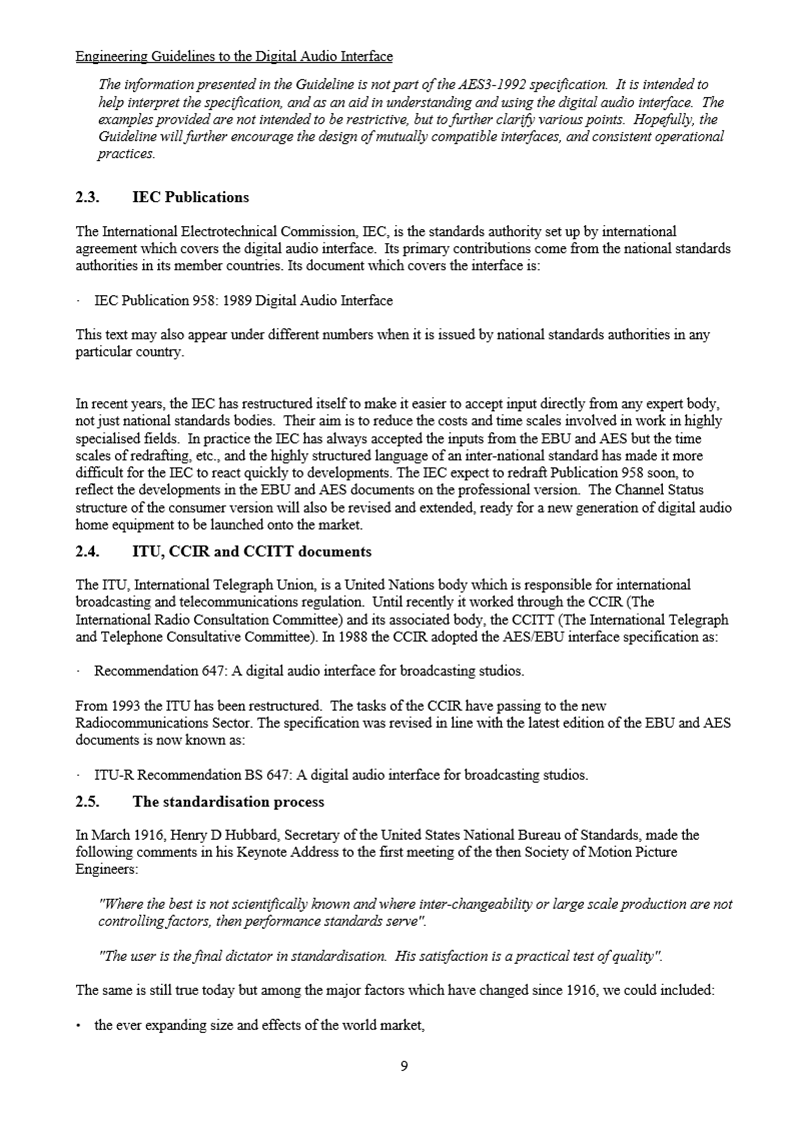 Engineering Guidelines to the Digital Audio Interface
The information presented in the Guideline is not part of the AES3-1992 specification. It is intended to
help interpret the specification, and as an aid in understanding and using the digital audio interface. The
examples provided are not intended to be restrictive, but to further clarify various points. Hopefully, the
Guideline will further encourage the design of mutually compatible interfaces, and consistent operational
practices.
2.3. IEC Publications
The International Electrotechnical Commission, IEC, is the standards authority set up by international
agreement which covers the digital audio interface. Its primary contributions come from the national standards
authorities in its member countries. Its document which covers the interface is:
· IEC Publication 958: 1989 Digital Audio Interface
This text may also appear under different numbers when it is issued by national standards authorities in any
particular country.
In recent years, the IEC has restructured itself to make it easier to accept input directly from any expert body,
not just national standards bodies. Their aim is to reduce the costs and time scales involved in work in highly
specialised fields. In practice the IEC has always accepted the inputs from the EBU and AES but the time
scales of redrafting, etc., and the highly structured language of an inter-national standard has made it more
difficult for the IEC to react quickly to developments. The IEC expect to redraft Publication 958 soon, to
reflect the developments in the EBU and AES documents on the professional version. The Channel Status
structure of the consumer version will also be revised and extended, ready for a new generation of digital audio
home equipment to be launched onto the market.
2.4. ITU, CCIR and CCITT documents
The ITU, International Telegraph Union, is a United Nations body which is responsible for international
broadcasting and telecommunications regulation. Until recently it worked through the CCIR (The
International Radio Consultation Committee) and its associated body, the CCITT (The International Telegraph
and Telephone Consultative Committee). In 1988 the CCIR adopted the AES/EBU interface specification as:
· Recommendation 647: A digital audio interface for broadcasting studios.
From 1993 the ITU has been restructured. The tasks of the CCIR have passing to the new
Radiocommunications Sector. The specification was revised in line with the latest edition of the EBU and AES
documents is now known as:
· ITU-R Recommendation BS 647: A digital audio interface for broadcasting studios.
2.5. The standardisation process
In March 1916, Henry D Hubbard, Secretary of the United States National Bureau of Standards, made the
following comments in his Keynote Address to the first meeting of the then Society of Motion Picture
Engineers:
"Where the best is not scientifically known and where inter-changeability or large scale production are not
controlling factors, then performance standards serve".
"The user is the final dictator in standardisation. His satisfaction is a practical test of quality".
The same is still true today but among the major factors which have changed since 1916, we could included:
• the ever expanding size and effects of the world market,
9